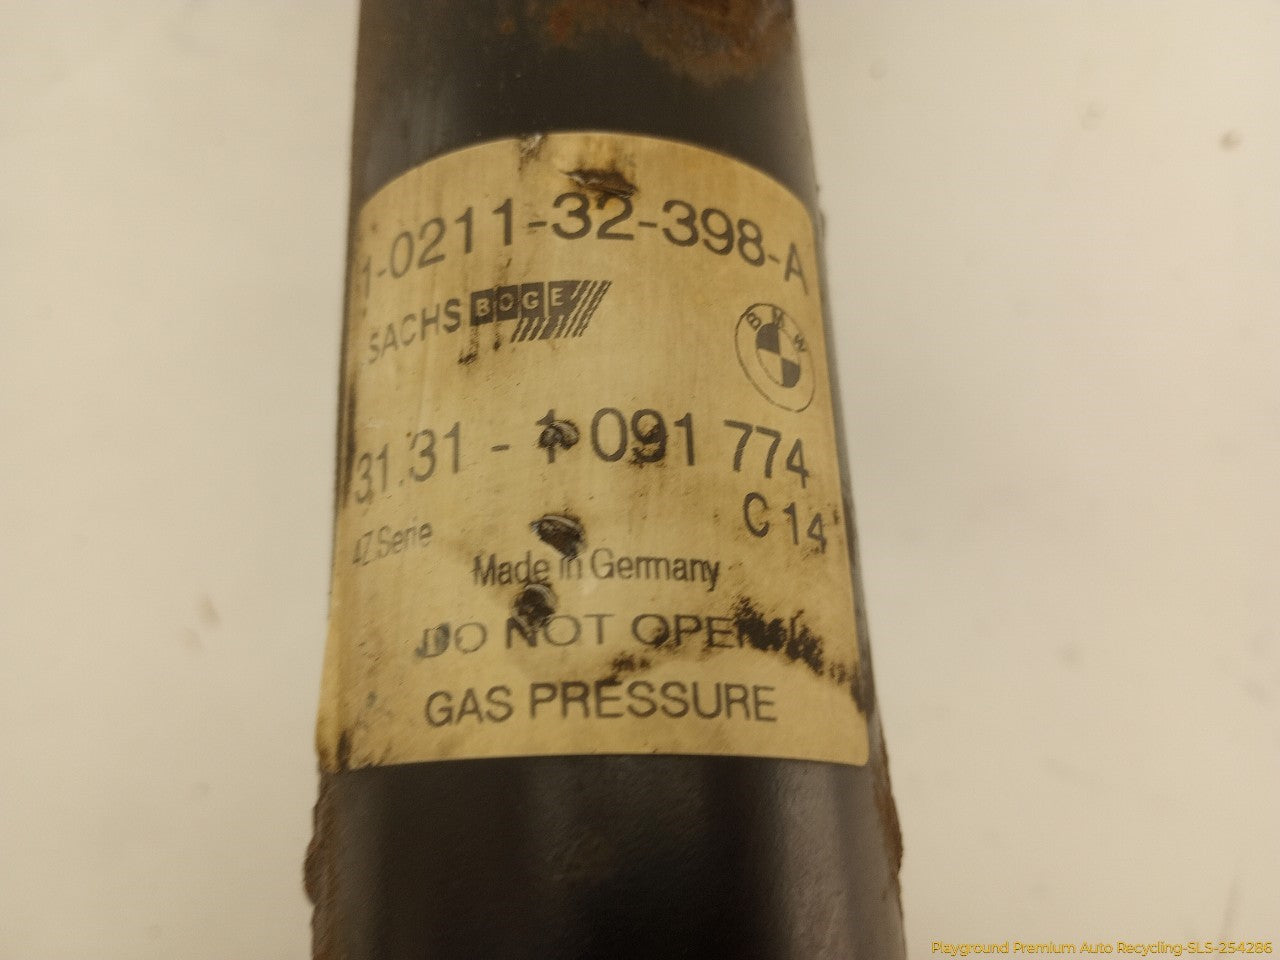 1-0211-32-398-A
SACHS BOGE
BMW
31.31 - 1 091 774
C 14
4Z.Serie
Made in Germany
DO NOT OPEN
GAS PRESSURE
Playground Premium Auto Recycling-SLS-254286